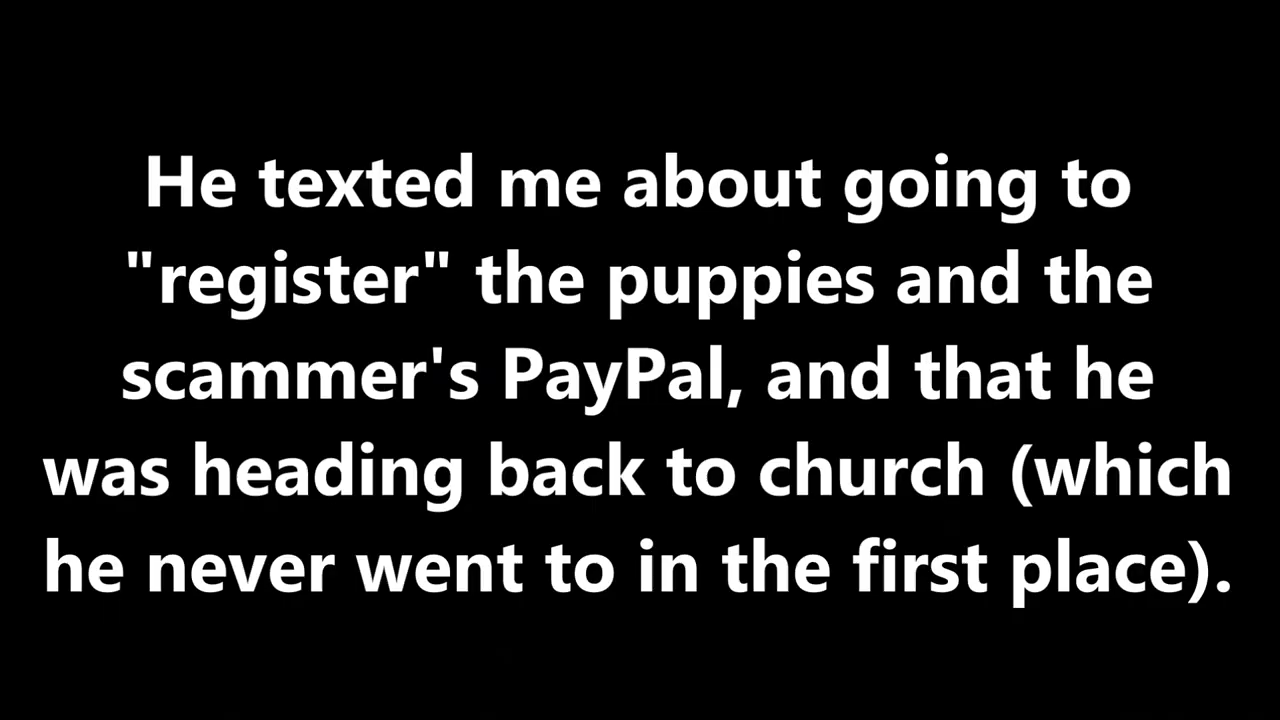 He texted me about going to
"register" the puppies and the
scammer's PayPal, and that he
was heading back to church (which
he never went to in the first place).